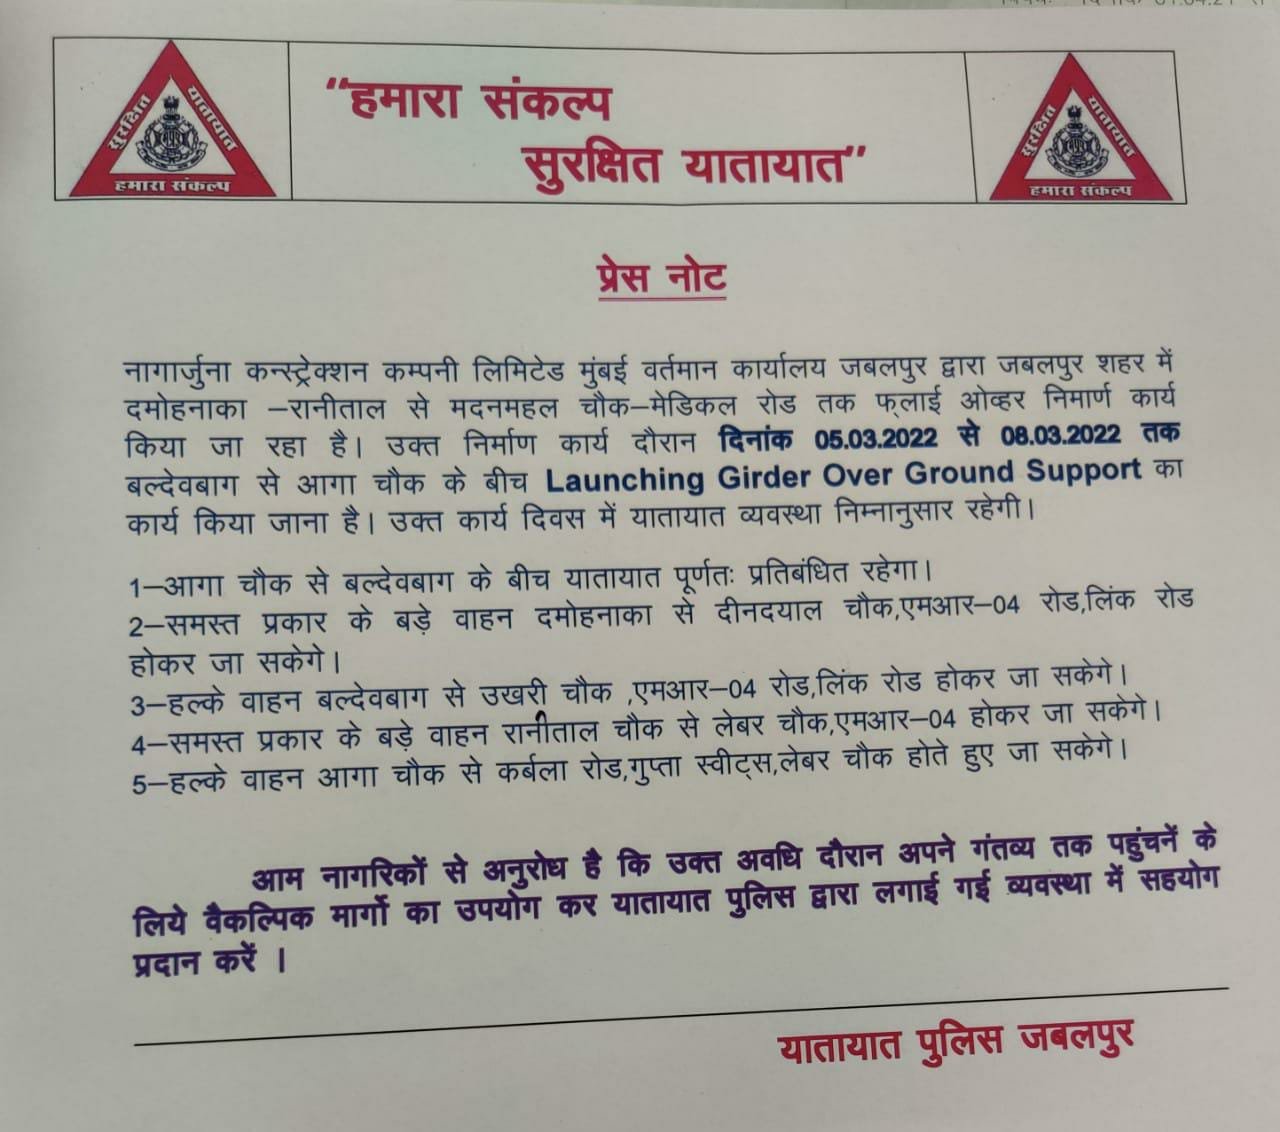 "हमारा संकल्प
सुरक्षित यातायात"
सुरक्षित यातायात
हमारा संकल्प
सुरक्षित यातायात
हमारा संकल्प
प्रेस नोट
नागार्जुना कन्स्ट्रेक्शन कम्पनी लिमिटेड मुंबई वर्तमान कार्यालय जबलपुर द्वारा जबलपुर शहर में
दमोहनाका –रानीताल से मदनमहल चौक–मेडिकल रोड तक फ्लाई ओव्हर निमार्ण कार्य
किया जा रहा है। उक्त निर्माण कार्य दौरान दिनांक 05.03.2022 से 08.03.2022 तक
बल्देवबाग से आगा चौक के बीच Launching Girder Over Ground Support का
कार्य किया जाना है। उक्त कार्य दिवस में यातायात व्यवस्था निम्नानुसार रहेगी।
1–आगा चौक से बल्देवबाग के बीच यातायात पूर्णतः प्रतिबंधित रहेगा।
2–समस्त प्रकार के बड़े वाहन दमोहनाका से दीनदयाल चौक,एमआर–04 रोड,लिंक रोड
होकर जा सकेगे।
3–हल्के वाहन बल्देवबाग से उखरी चौक ,एमआर–04 रोड,लिंक रोड होकर जा सकेगे।
4–समस्त प्रकार के बड़े वाहन रानीताल चौक से लेबर चौक,एमआर–04 होकर जा सकेगे।
5–हल्के वाहन आगा चौक से कर्बला रोड,गुप्ता स्वीट्स,लेबर चौक होते हुए जा सकेगे।
आम नागरिकों से अनुरोध है कि उक्त अवधि दौरान अपने गंतव्य तक पहुंचनें के
लिये वैकल्पिक मार्गो का उपयोग कर यातायात पुलिस द्वारा लगाई गई व्यवस्था में सहयोग
प्रदान करें ।
यातायात पुलिस जबलपुर